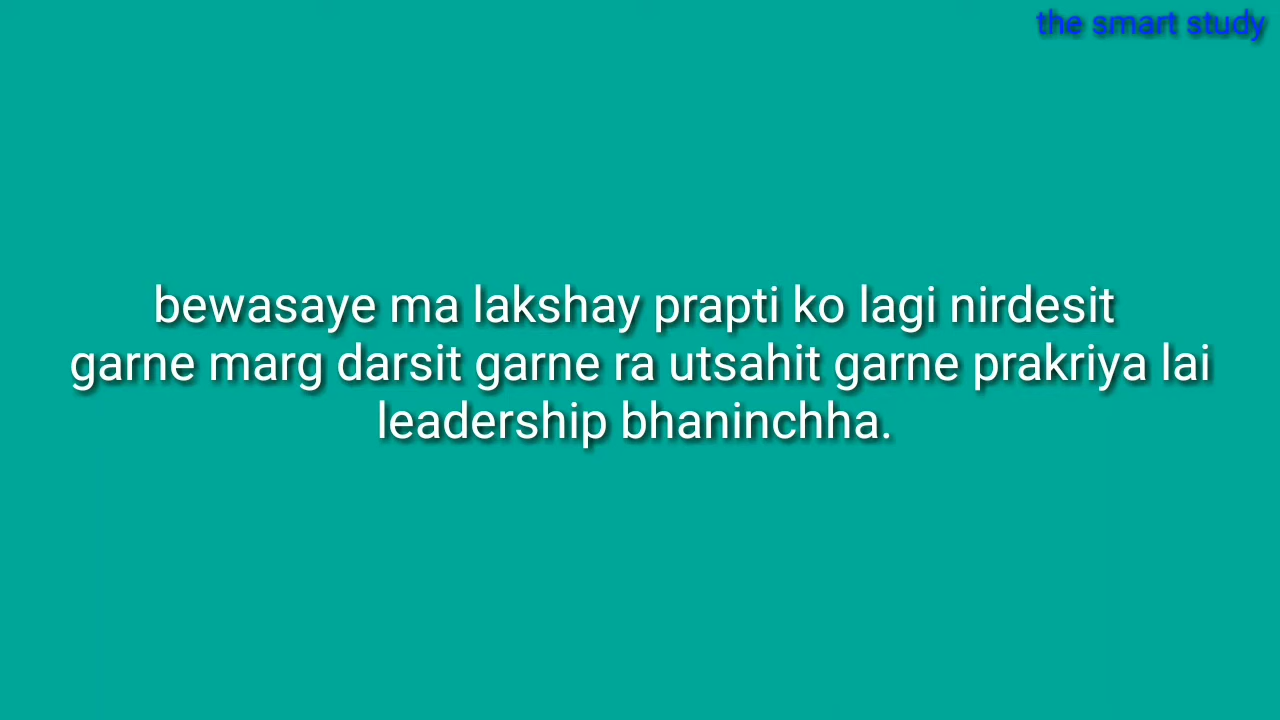 the smart study
bewasaye ma lakshay prapti ko lagi nirdesit
garne marg darsit garne ra utsahit garne prakriya lai
leadership bhaninchha.